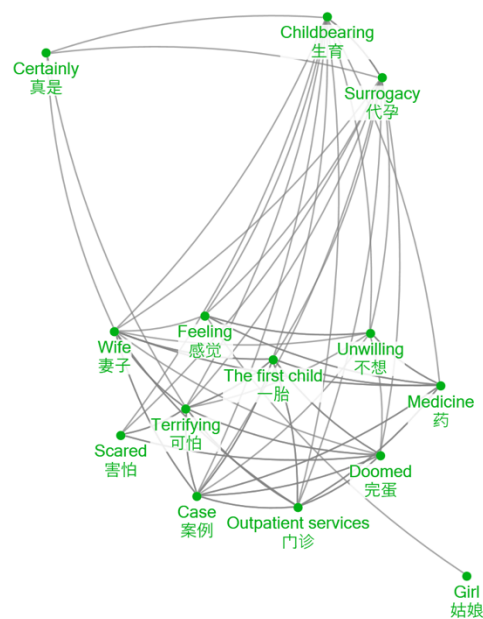 Childbearing
生育
Certainly
真是
Surrogacy
代孕
Feeling
感觉
Wife
妻子
Unwilling
不想
The first child
一胎
Medicine
药
Terrifying
可怕
Scared
害怕
Doomed
完蛋
Case
案例
Outpatient services
门诊
Girl
姑娘